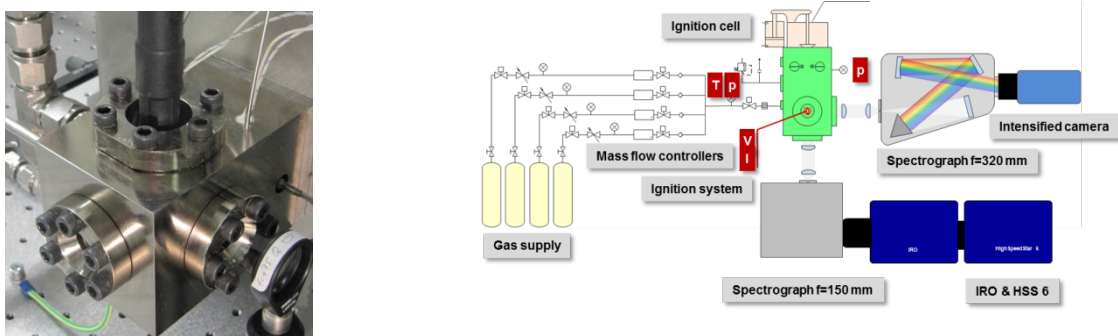 Ignition cell
T p
p
Intensified camera
Mass flow controllers
V
I
Spectrograph f=320 mm
Ignition system
Gas supply
IRO
High Speed Star 6
Spectrograph f=150 mm
IRO & HSS 6